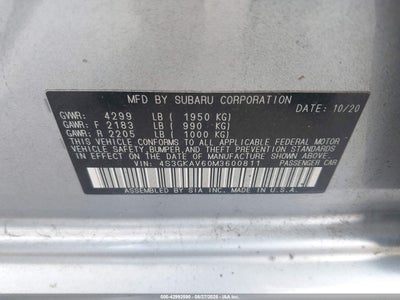 MFD BY SUBARU CORPORATION
DATE: 10/20
GVWR: 4299 LB ( 1950 KG)
GAWR: F 2183 LB ( 990 KG)
GAWR: R 2205 LB ( 1000 KG)
THIS VEHICLE CONFORMS TO ALL APPLICABLE FEDERAL MOTOR
VEHICLE SAFETY, BUMPER, AND THEFT PREVENTION STANDARDS
IN EFFECT ON THE DATE OF MANUFACTURE SHOWN ABOVE.
VIN: 4S3GKAV60M3600811 PASSENGER CAR
ASSEMBLED BY SIA IN U.S.A.